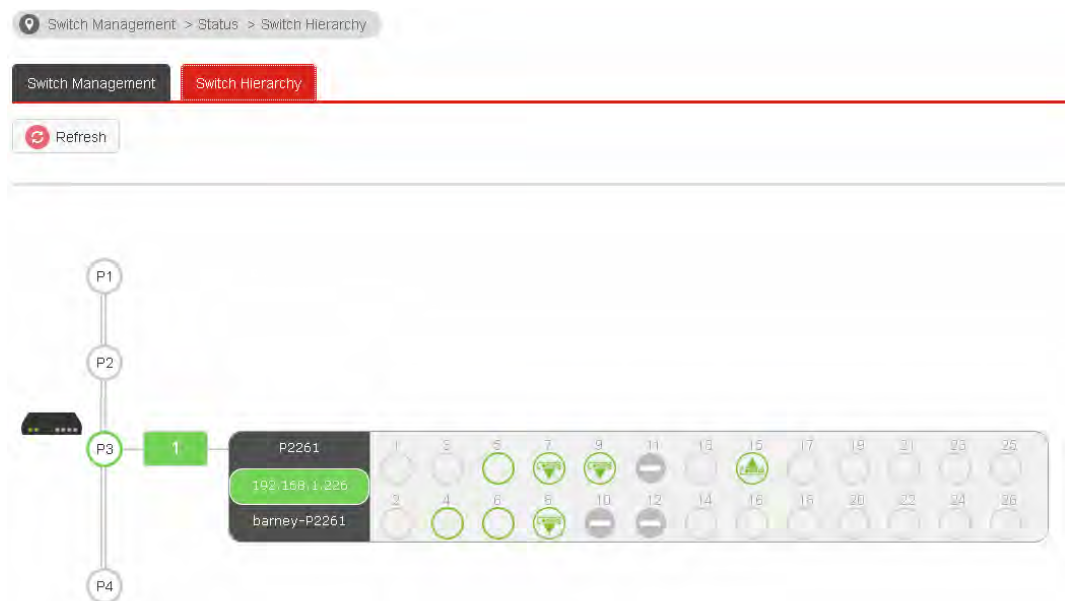 Switch Management > Status > Switch Hierarchy
Switch Management Switch Hierarchy
Refresh
P1
P2
P3 1 P2261 1 3 5 7 9 11 13 15 17 19 21 23 25
192.168.1.226
barney-P2261 2 4 6 8 10 12 14 16 18 20 22 24 26
P4